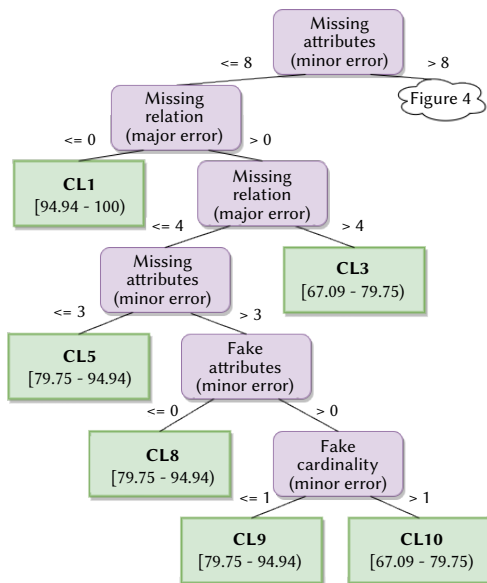 Missing
attributes
(minor error)
<= 8
> 8
Figure 4
Missing
relation
(major error)
<= 0
> 0
CL1
[94.94 - 100)
Missing
relation
(major error)
<= 4
> 4
Missing
attributes
(minor error)
CL3
[67.09 - 79.75)
<= 3
> 3
CL5
[79.75 - 94.94)
Fake
attributes
(minor error)
<= 0
> 0
CL8
[79.75 - 94.94)
Fake
cardinality
(minor error)
<= 1
> 1
CL9
[79.75 - 94.94)
CL10
[67.09 - 79.75)